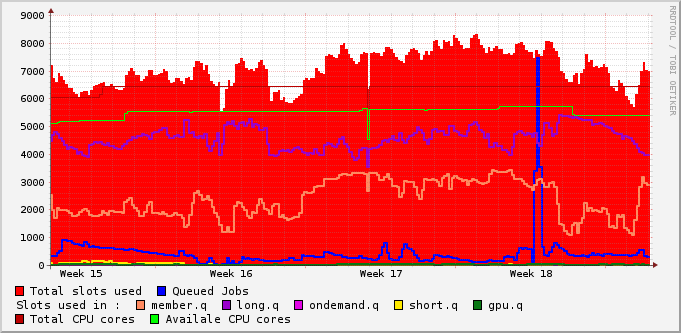 9000
8000
7000
6000
5000
4000
3000
2000
1000
0
Week 15 Week 16 Week 17 Week 18
Total slots used Queued Jobs
Slots used in : member.q long.q ondemand.q short.q gpu.q
Total CPU cores Availale CPU cores
RRDTOOL / TOBI OETIKER